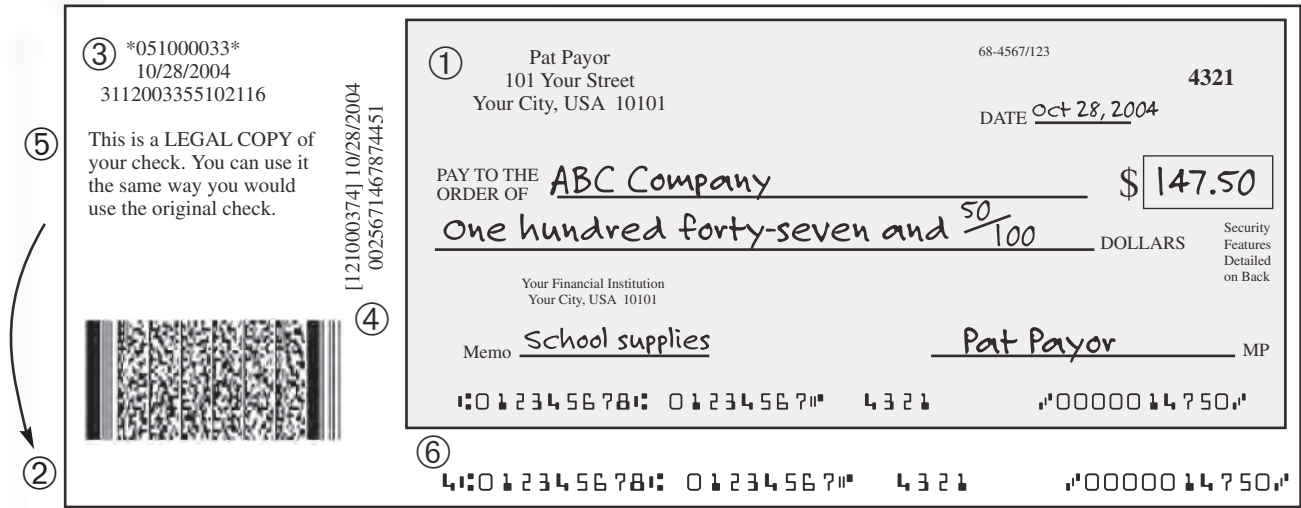 ③ *051000033*
10/28/2004
3112003355102116
⑤ This is a LEGAL COPY of
your check. You can use it
the same way you would
use the original check.
[121000374] 10/28/2004
00256714678 74451
④
②
① Pat Payor
101 Your Street
Your City, USA 10101
68-4567/123
4321
DATE Oct 28, 2004
PAY TO THE
ORDER OF ABC Company $ 147.50
One hundred forty-seven and 50/100 DOLLARS
Security
Features
Detailed
on Back
Your Financial Institution
Your City, USA 10101
Memo School supplies Pat Payor MP
⑆012345678⑆ 01234567⑈ 4321 ⑇0000014750⑇
⑥
4⑆012345678⑆ 01234567⑈ 4321 ⑇0000014750⑇